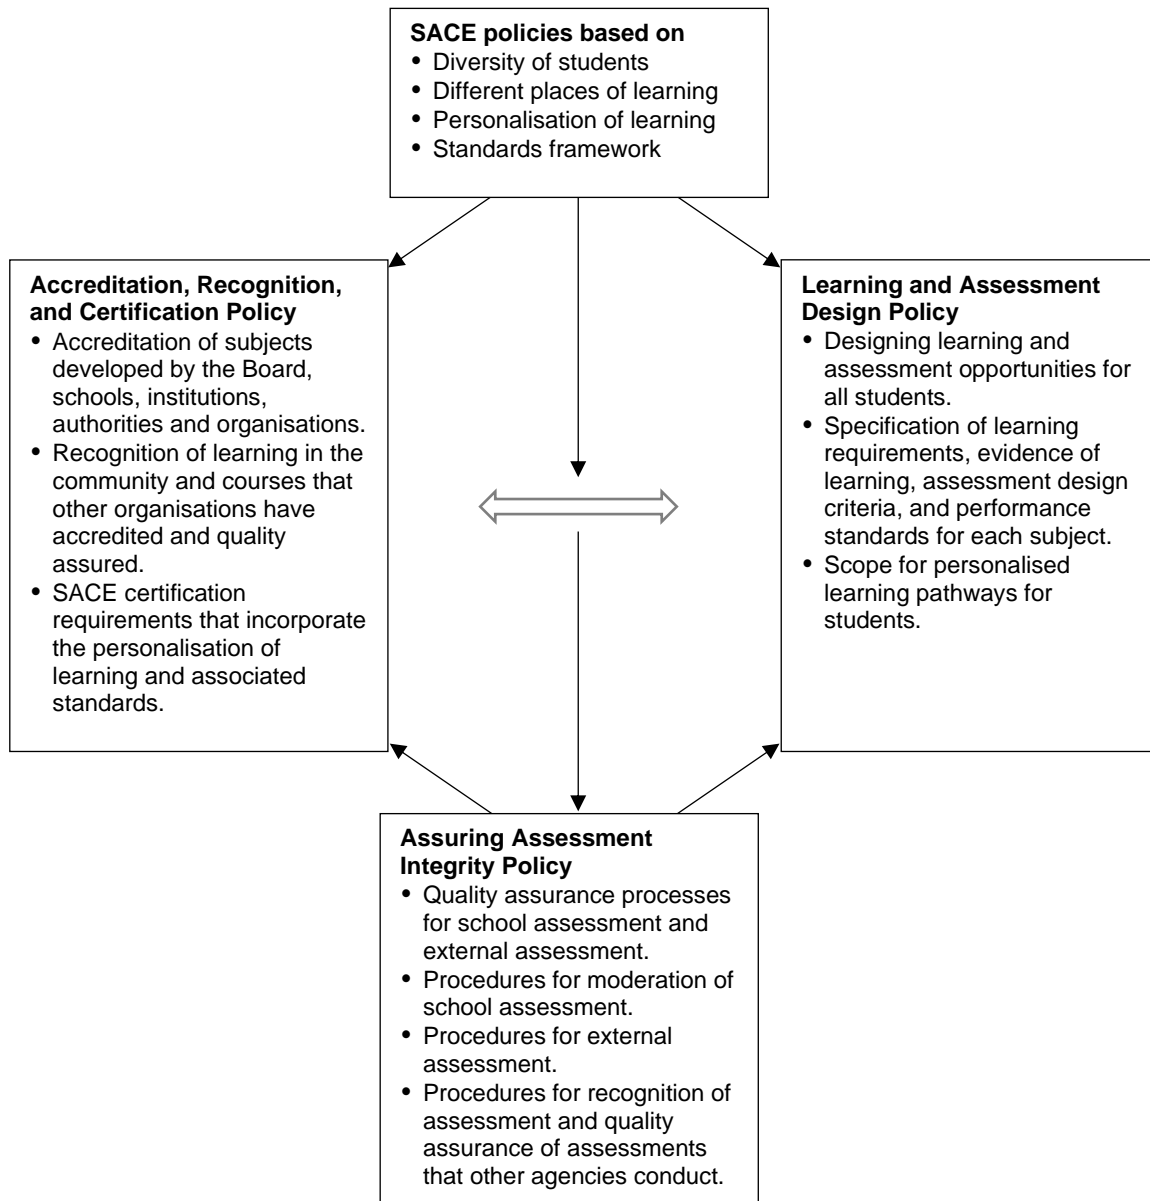 SACE policies based on
• Diversity of students
• Different places of learning
• Personalisation of learning
• Standards framework
Accreditation, Recognition,
and Certification Policy
• Accreditation of subjects
developed by the Board,
schools, institutions,
authorities and organisations.
• Recognition of learning in the
community and courses that
other organisations have
accredited and quality
assured.
• SACE certification
requirements that incorporate
the personalisation of
learning and associated
standards.
Learning and Assessment
Design Policy
• Designing learning and
assessment opportunities for
all students.
• Specification of learning
requirements, evidence of
learning, assessment design
criteria, and performance
standards for each subject.
• Scope for personalised
learning pathways for
students.
Assuring Assessment
Integrity Policy
• Quality assurance processes
for school assessment and
external assessment.
• Procedures for moderation of
school assessment.
• Procedures for external
assessment.
• Procedures for recognition of
assessment and quality
assurance of assessments
that other agencies conduct.